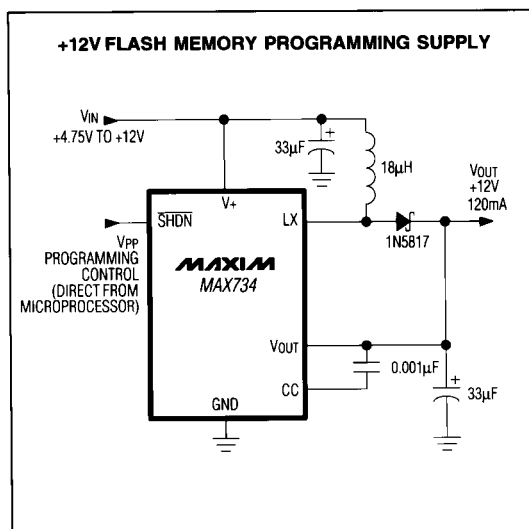 +12V FLASH MEMORY PROGRAMMING SUPPLY
VIN
+4.75V TO +12V
33µF
+
18µH
VOUT
+12V
120mA
V+
SHDN
LX
1N5817
VPP
PROGRAMMING
CONTROL
(DIRECT FROM
MICROPROCESSOR)
MAXIM
MAX734
VOUT
0.001µF
CC
+
33µF
GND